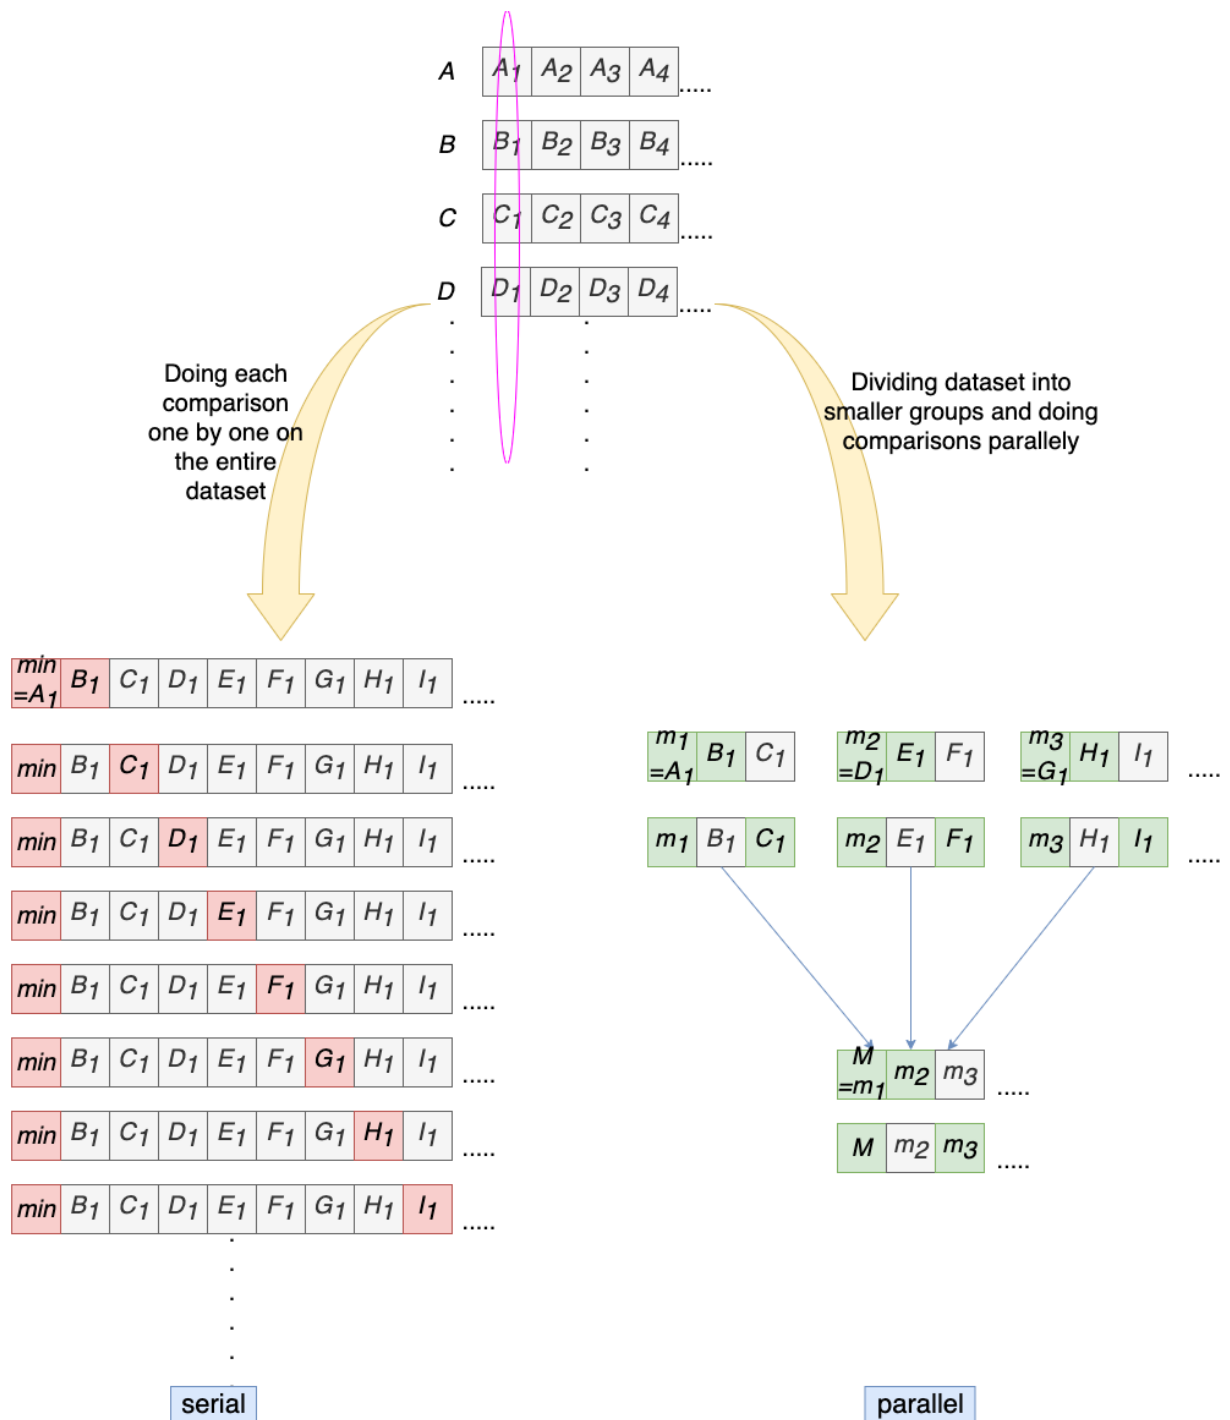 A A1 A2 A3 A4 .....
B B1 B2 B3 B4 .....
C C1 C2 C3 C4 .....
D D1 D2 D3 D4 .....
Doing each
comparison
one by one on
the entire
dataset
Dividing dataset into
smaller groups and doing
comparisons parallely
min
=A1 B1 C1 D1 E1 F1 G1 H1 I1 .....
min B1 C1 D1 E1 F1 G1 H1 I1 .....
min B1 C1 D1 E1 F1 G1 H1 I1 .....
min B1 C1 D1 E1 F1 G1 H1 I1 .....
min B1 C1 D1 E1 F1 G1 H1 I1 .....
min B1 C1 D1 E1 F1 G1 H1 I1 .....
min B1 C1 D1 E1 F1 G1 H1 I1 .....
min B1 C1 D1 E1 F1 G1 H1 I1 .....
serial
m1
=A1 B1 C1
m2
=D1 E1 F1
m3
=G1 H1 I1 .....
m1 B1 C1
m2 E1 F1
m3 H1 I1 .....
M
=m1 m2 m3 .....
M m2 m3 .....
parallel